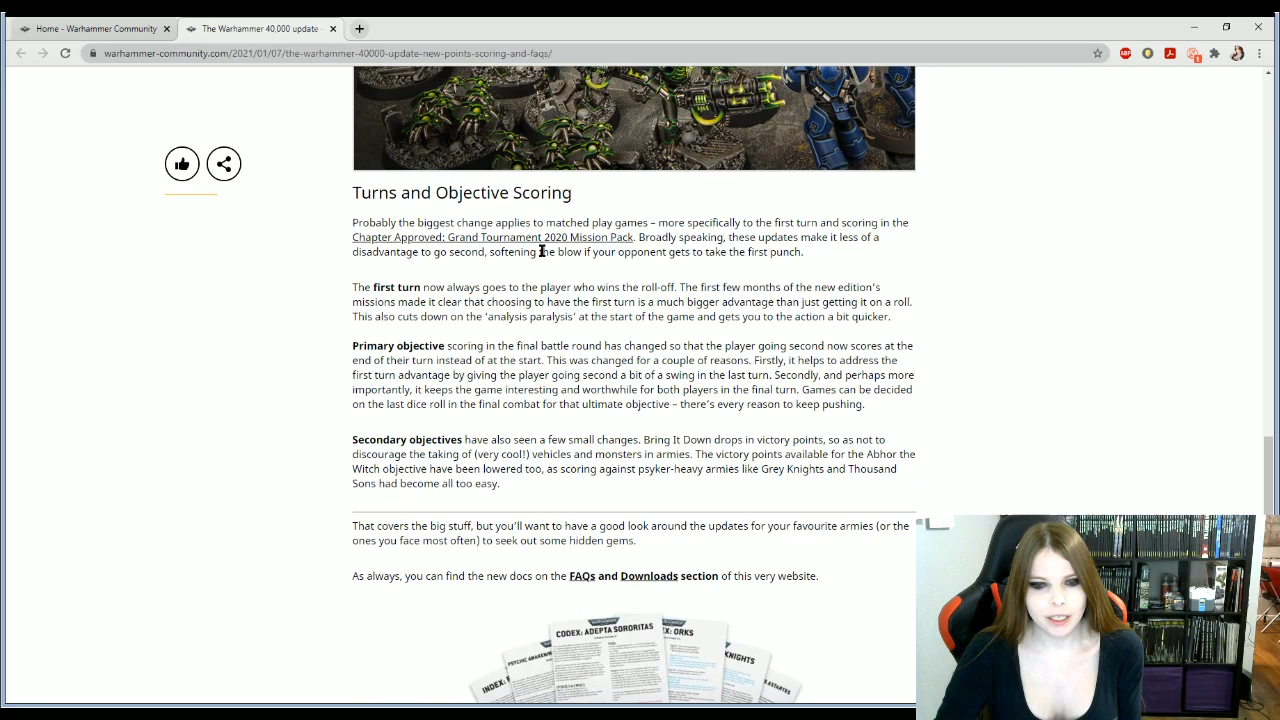 Home - Warhammer Community
The Warhammer 40,000 update -
warhammer-community.com/2021/01/07/the-warhammer-40000-update-new-points-scoring-and-faqs/
ABP
1
Turns and Objective Scoring
Probably the biggest change applies to matched play games – more specifically to the first turn and scoring in the
Chapter Approved: Grand Tournament 2020 Mission Pack. Broadly speaking, these updates make it less of a
disadvantage to go second, softening the blow if your opponent gets to take the first punch.
The first turn now always goes to the player who wins the roll-off. The first few months of the new edition’s
missions made it clear that choosing to have the first turn is a much bigger advantage than just getting it on a roll.
This also cuts down on the ‘analysis paralysis’ at the start of the game and gets you to the action a bit quicker.
Primary objective scoring in the final battle round has changed so that the player going second now scores at the
end of their turn instead of at the start. This was changed for a couple of reasons. Firstly, it helps to address the
first turn advantage by giving the player going second a bit of a swing in the last turn. Secondly, and perhaps more
importantly, it keeps the game interesting and worthwhile for both players in the final turn. Games can be decided
on the last dice roll in the final combat for that ultimate objective – there’s every reason to keep pushing.
Secondary objectives have also seen a few small changes. Bring It Down drops in victory points, so as not to
discourage the taking of (very cool!) vehicles and monsters in armies. The victory points available for the Abhor the
Witch objective have been lowered too, as scoring against psyker-heavy armies like Grey Knights and Thousand
Sons had become all too easy.
That covers the big stuff, but you’ll want to have a good look around the updates for your favourite armies (or the
ones you face most often) to seek out some hidden gems.
As always, you can find the new docs on the FAQs and Downloads section of this very website.
CODEX: ADEPTA SORORITAS
EX: ORKS
PSYCHIC AWAKENIN
KNIGHTS
INDEX: